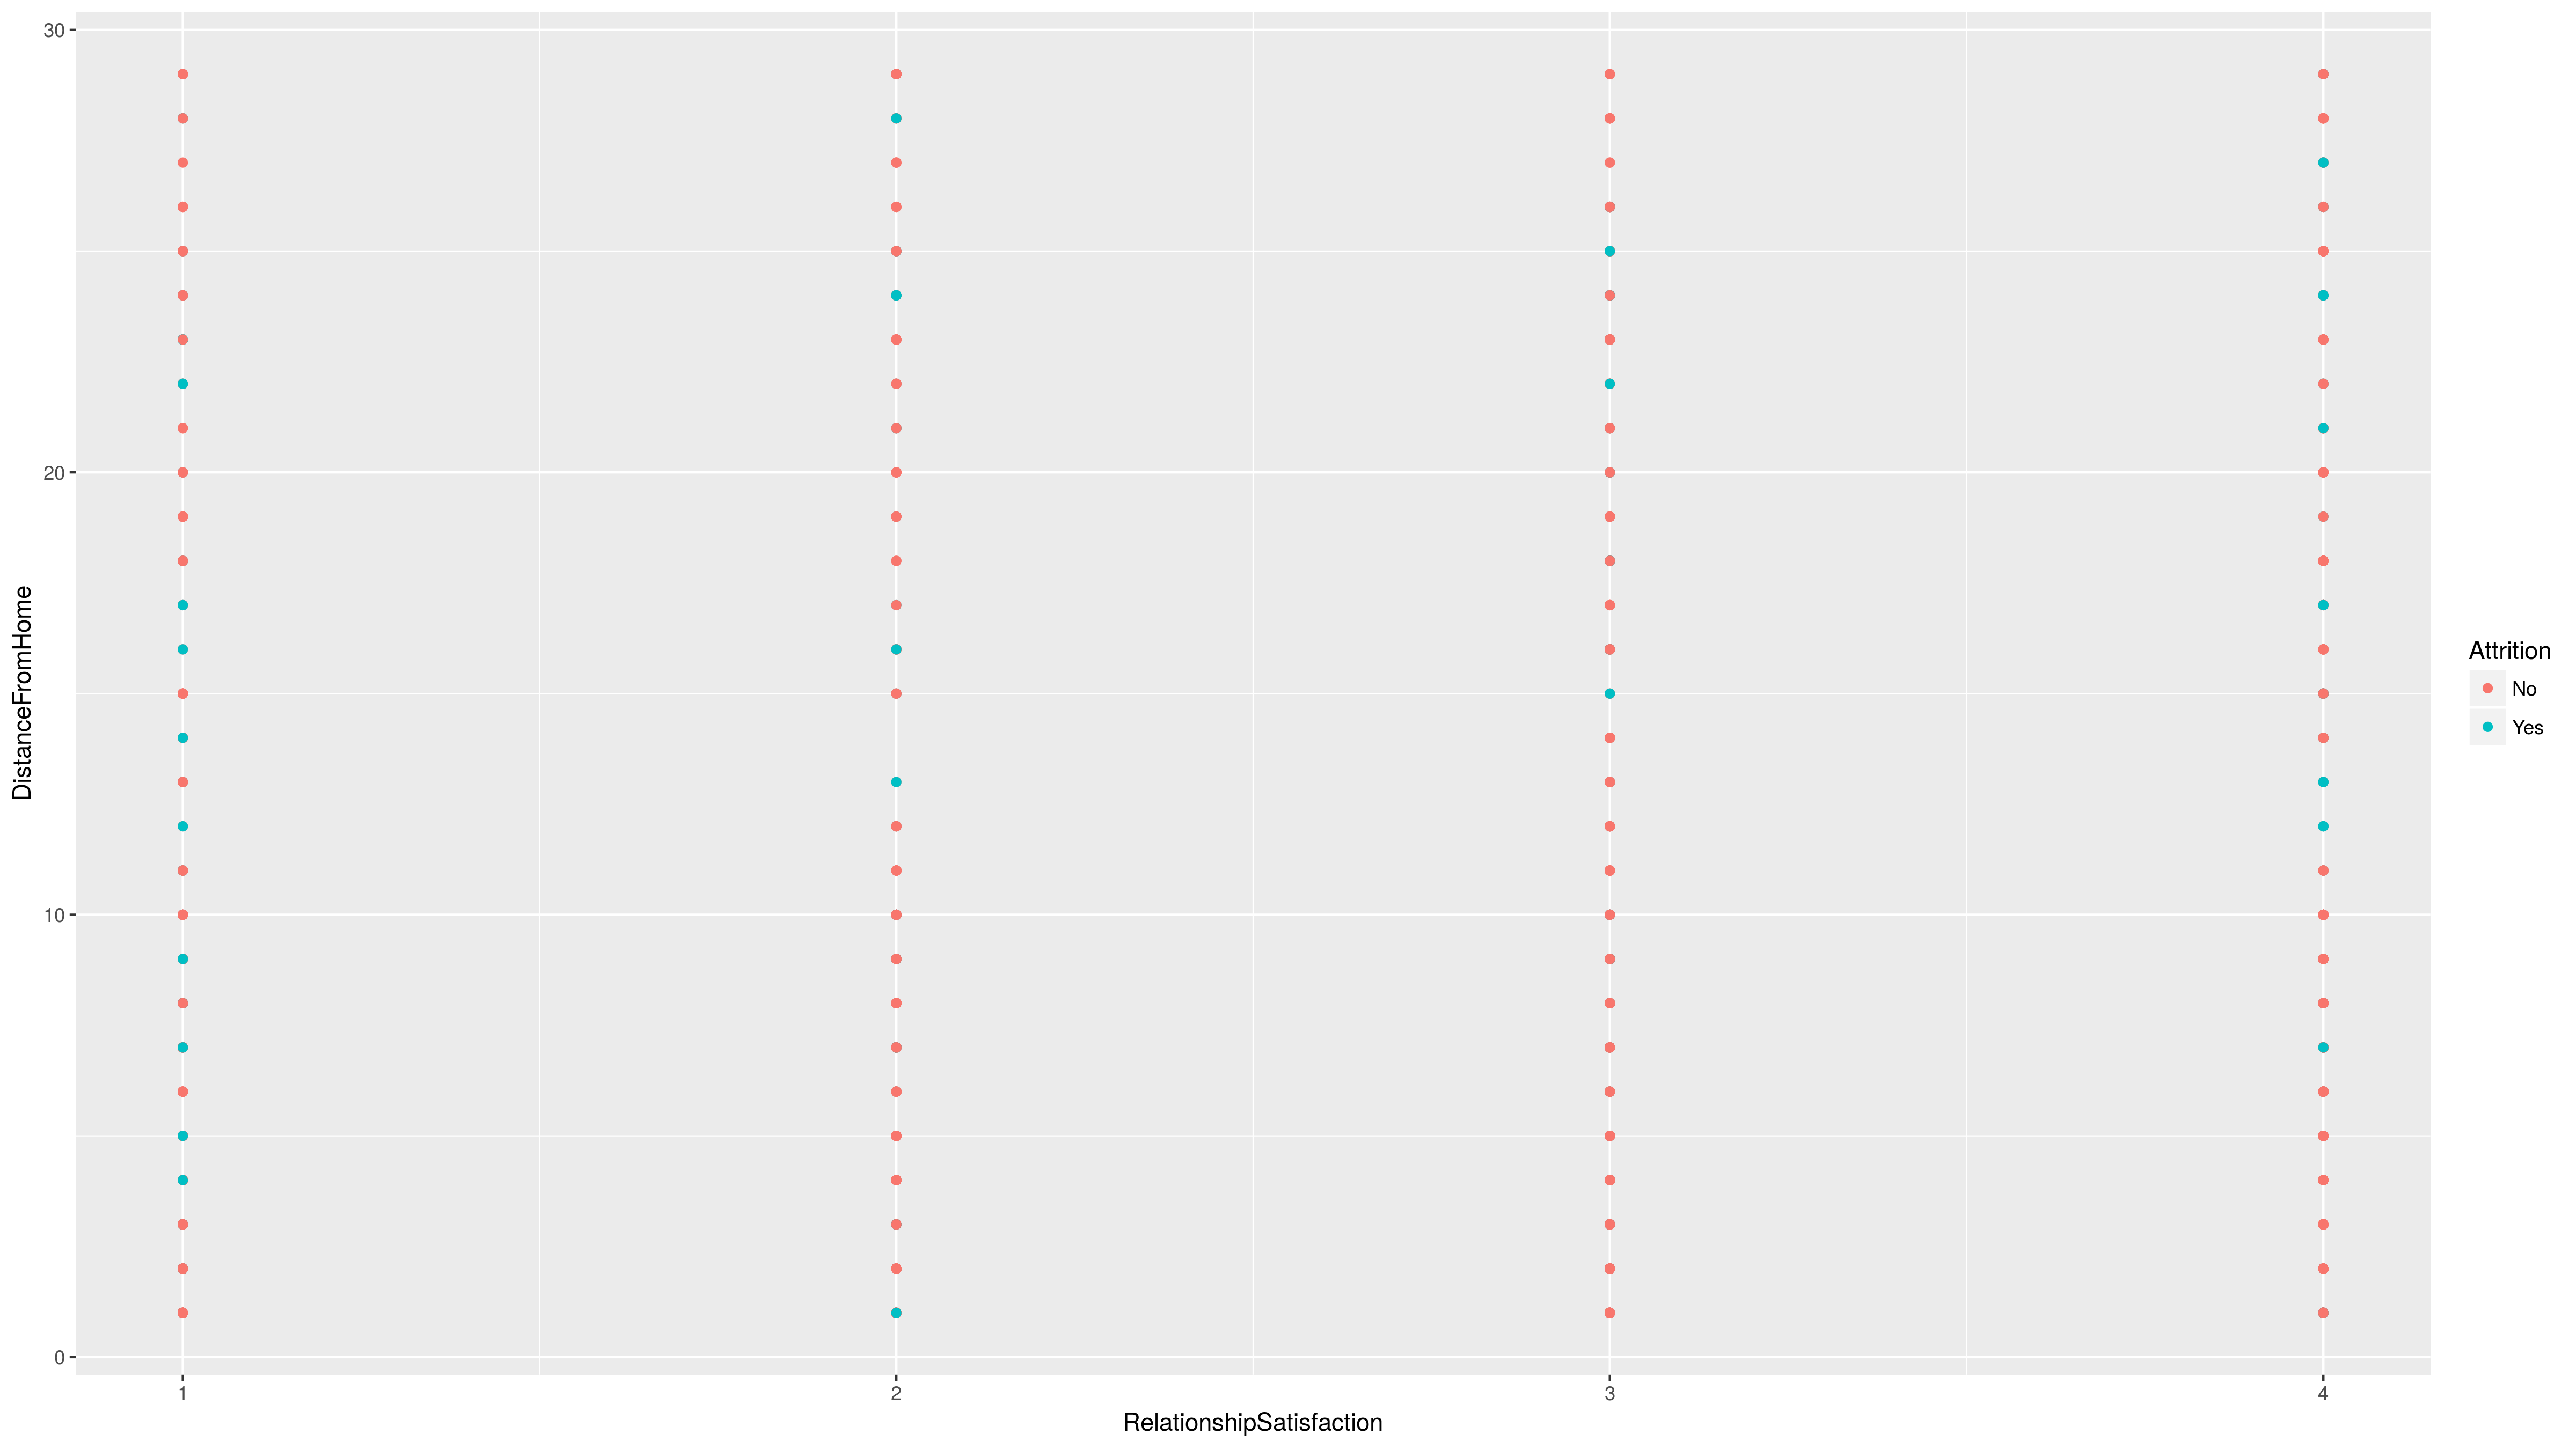 30
20
10
0
DistanceFromHome
1 2 3 4
RelationshipSatisfaction
Attrition
No
Yes